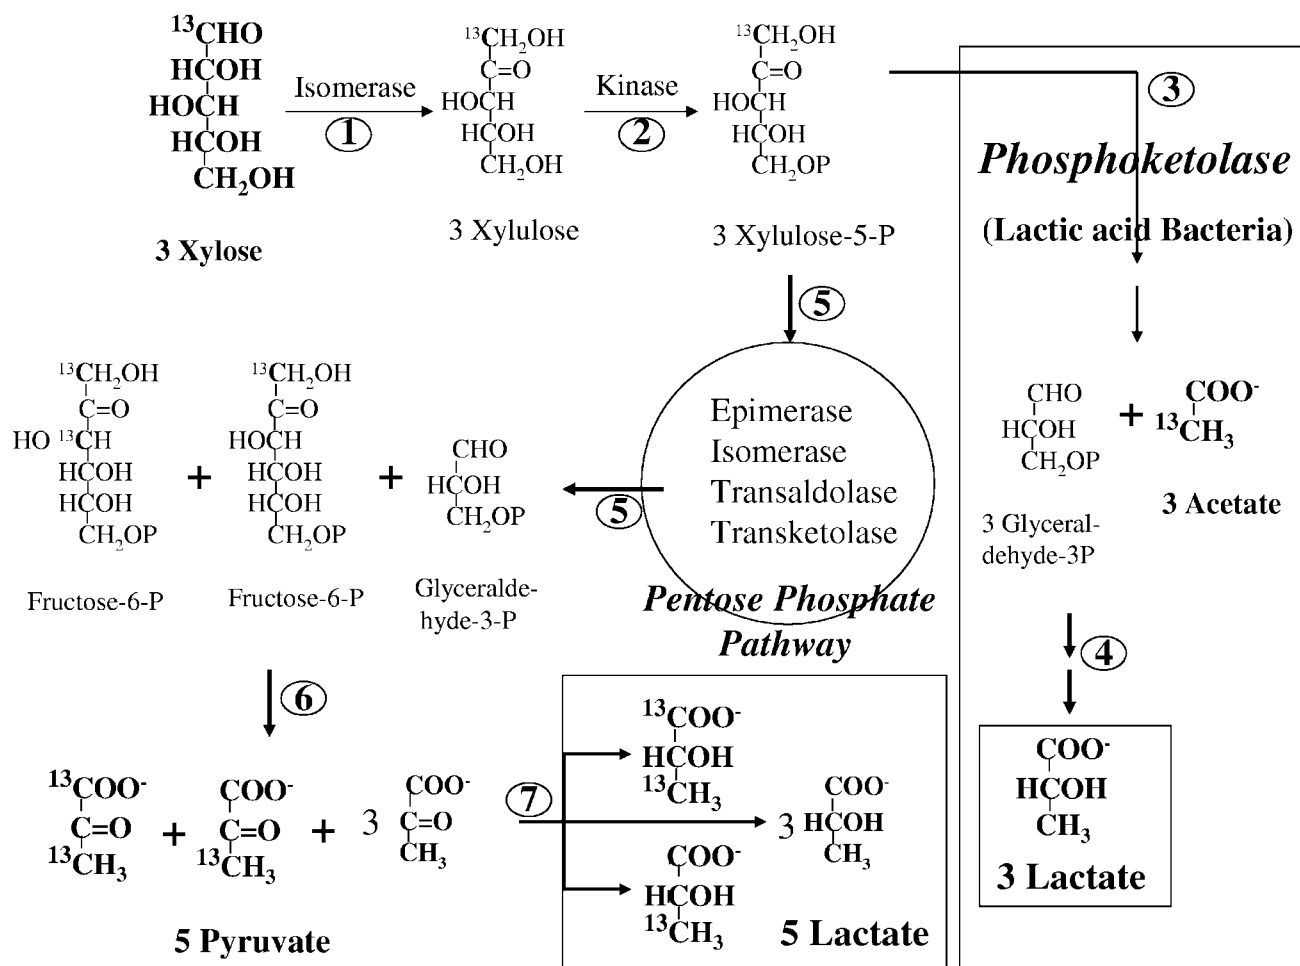 ¹³CHO
HCOH
HOCH
HCOH
CH₂OH
3 Xylose
Isomerase
1
¹³CH₂OH
C=O
HOCH
HCOH
CH₂OH
3 Xylulose
Kinase
2
¹³CH₂OH
C=O
HOCH
HCOH
CH₂OP
3 Xylulose-5-P
3
Phosphoketolase
(Lactic acid Bacteria)
5
¹³CH₂OH
C=O
HO ¹³CH
HCOH
HCOH
CH₂OP
Fructose-6-P
+
¹³CH₂OH
C=O
HOCH
HCOH
HCOH
CH₂OP
Fructose-6-P
+
CHO
HCOH
CH₂OP
Glyceralde-
hyde-3-P
5
Epimerase
Isomerase
Transaldolase
Transketolase
Pentose Phosphate
Pathway
CHO
HCOH
CH₂OP
3 Glyceral-
dehyde-3P
+
COO⁻
¹³CH₃
3 Acetate
4
COO⁻
HCOH
CH₃
3 Lactate
6
¹³COO⁻
C=O
¹³CH₃
+
COO⁻
C=O
¹³CH₃
+
3
COO⁻
C=O
CH₃
5 Pyruvate
7
¹³COO⁻
HCOH
¹³CH₃
3
COO⁻
HCOH
CH₃
COO⁻
HCOH
¹³CH₃
5 Lactate